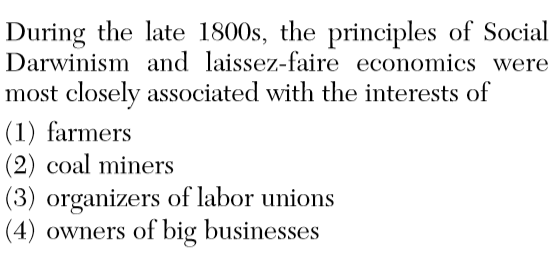 During the late 1800s, the principles of Social
Darwinism and laissez-faire economics were
most closely associated with the interests of
(1) farmers
(2) coal miners
(3) organizers of labor unions
(4) owners of big businesses